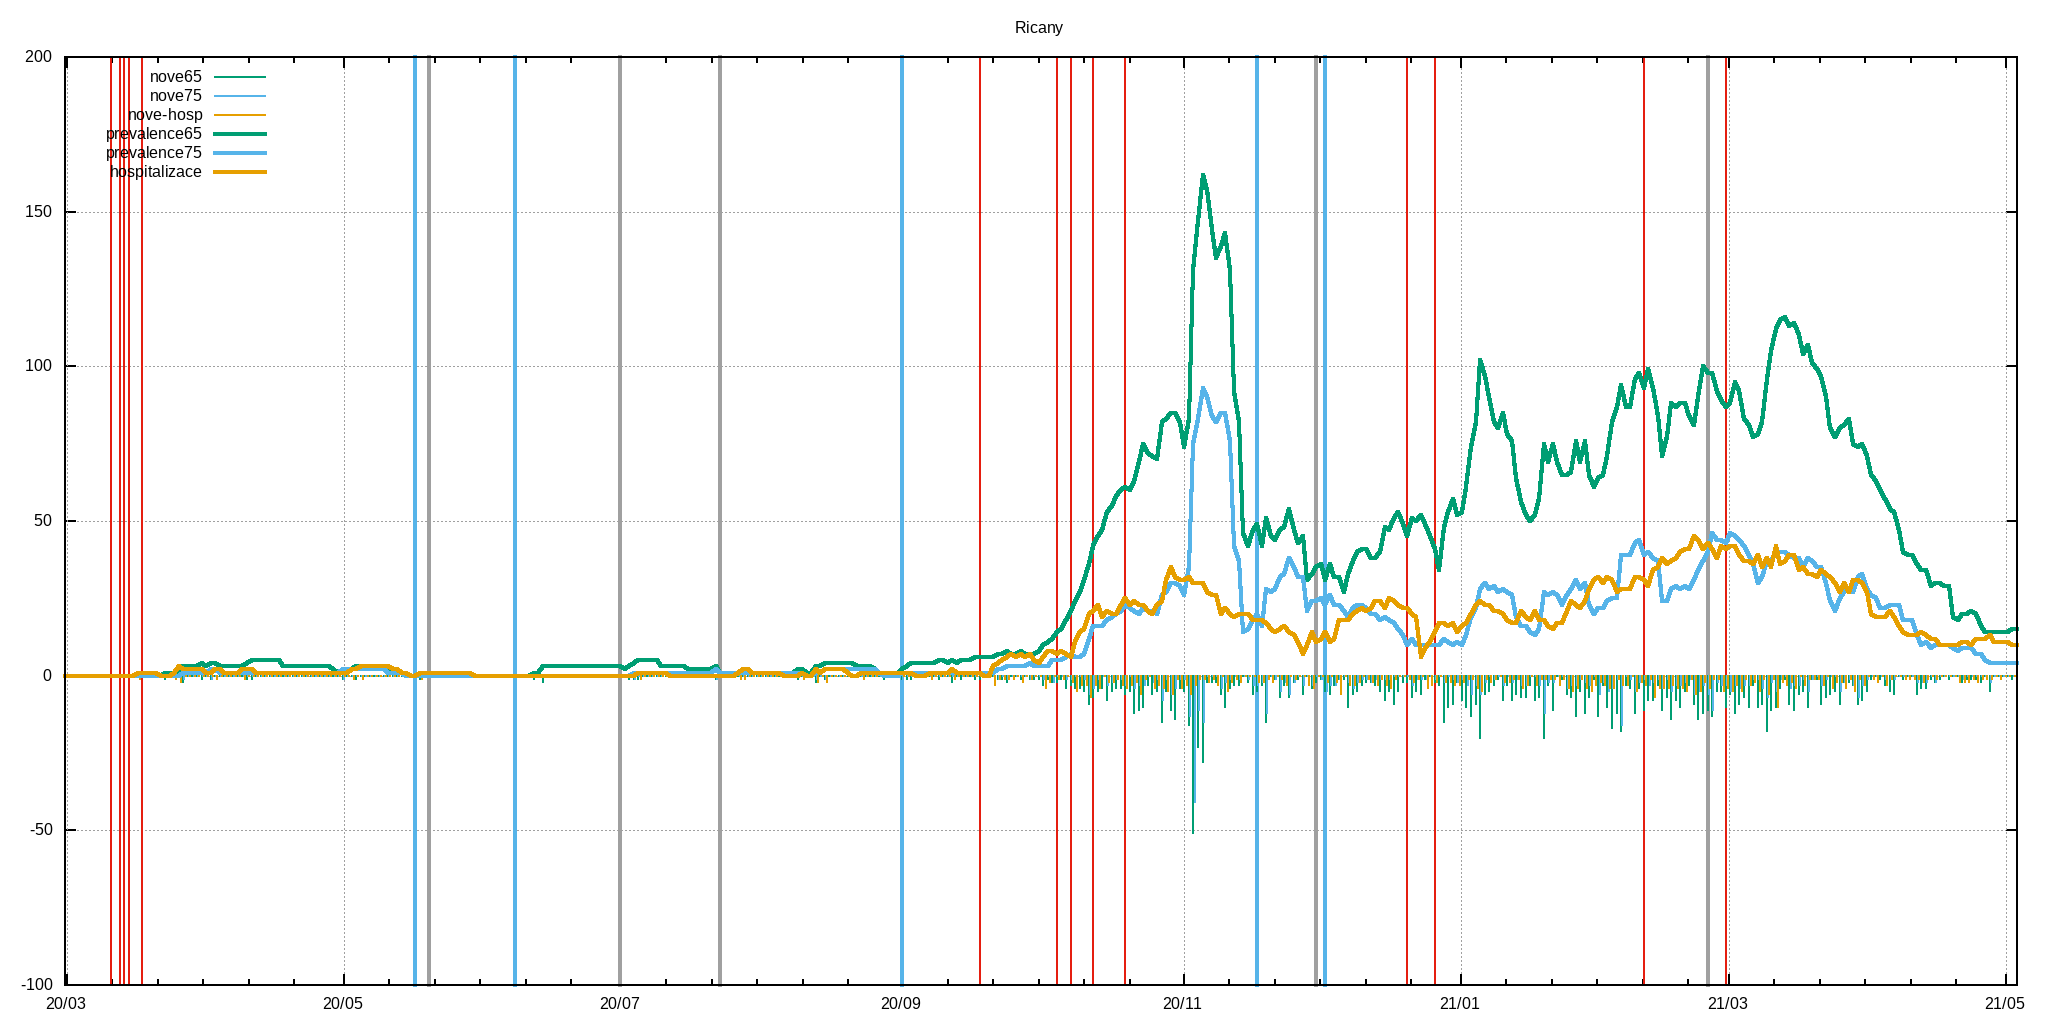 Ricany
200
150
100
50
0
-50
-100
nove65
nove75
nove-hosp
prevalence65
prevalence75
hospitalizace
20/03 20/05 20/07 20/09 20/11 21/01 21/03 21/05